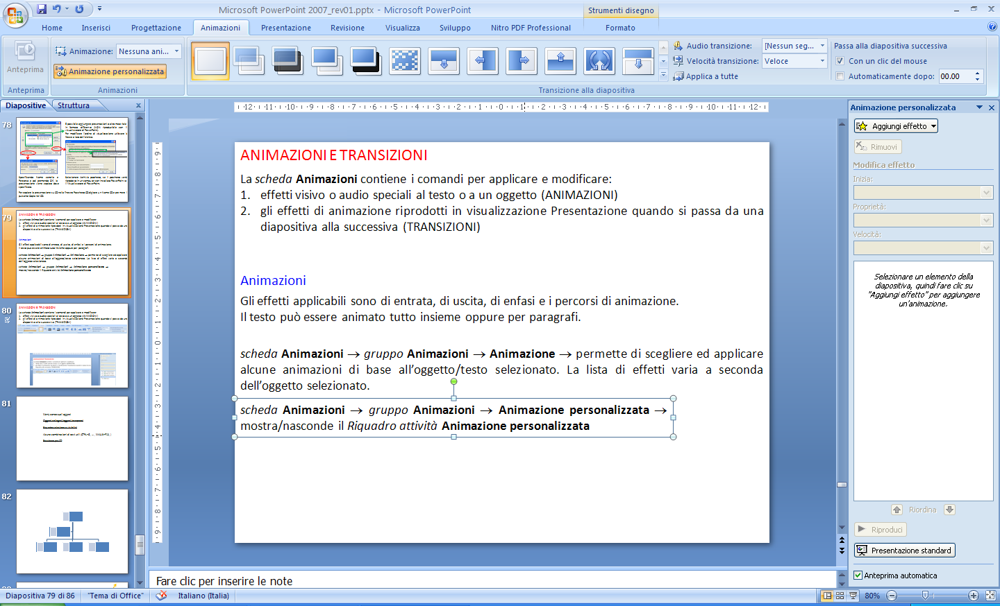 Microsoft PowerPoint 2007_rev01.pptx - Microsoft PowerPoint
Strumenti disegno
Home Inserisci Progettazione Animazioni Presentazione Revisione Visualizza Sviluppo Nitro PDF Professional Formato
Anteprima
Anteprima
Animazione: Nessuna ani...
Animazione personalizzata
Animazioni
Audio transizione: [Nessun seg...
Velocità transizione: Veloce
Applica a tutte
Transizione alla diapositiva
Passa alla diapositiva successiva
Con un clic del mouse
Automaticamente dopo: 00.00
Diapositive Struttura x
78
79
80
81
82
ANIMAZIONI E TRANSIZIONI
La scheda Animazioni contiene i comandi per applicare e modificare:
1. effetti visivo o audio speciali al testo o a un oggetto (ANIMAZIONI)
2. gli effetti di animazione riprodotti in visualizzazione Presentazione quando si passa da una
diapositiva alla successiva (TRANSIZIONI)
Animazioni
Gli effetti applicabili sono di entrata, di uscita, di enfasi e i percorsi di animazione.
Il testo può essere animato tutto insieme oppure per paragrafi.
scheda Animazioni → gruppo Animazioni → Animazione → permette di scegliere ed applicare
alcune animazioni di base all’oggetto/testo selezionato. La lista di effetti varia a seconda
dell’oggetto selezionato.
scheda Animazioni → gruppo Animazioni → Animazione personalizzata →
mostra/nasconde il Riquadro attività Animazione personalizzata
Fare clic per inserire le note
Animazione personalizzata
Aggiungi effetto
Rimuovi
Modifica effetto
Inizia:
Proprietà:
Velocità:
Selezionare un elemento della
diapositiva, quindi fare clic su
"Aggiungi effetto" per aggiungere
un'animazione.
Riordina
Riproduci
Presentazione standard
Anteprima automatica
Diapositiva 79 di 86 "Tema di Office" Italiano (Italia) 80%